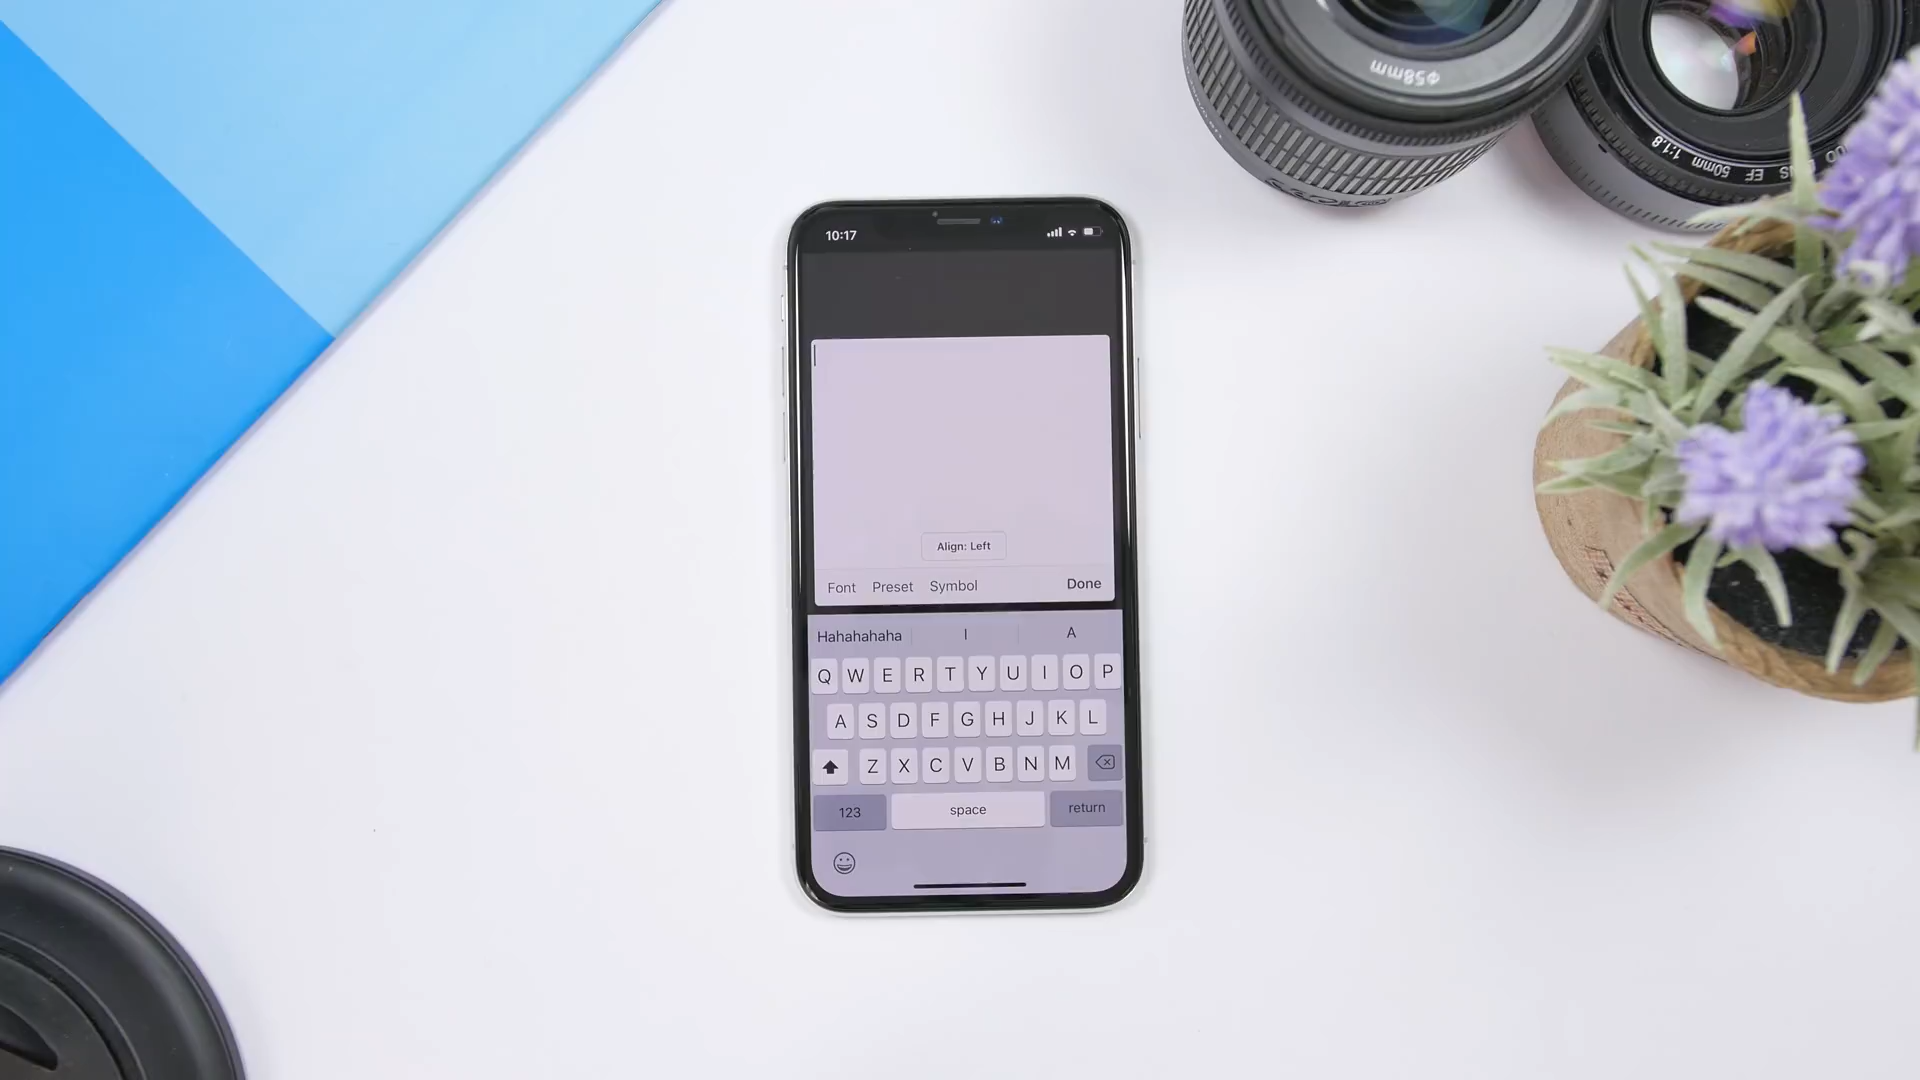 Φ58mm
EF 50mm 1:1.8
10:17
Align: Left
Font Preset Symbol Done
Hahahahaha I A
Q W E R T Y U I O P
A S D F G H J K L
Z X C V B N M
123 space return